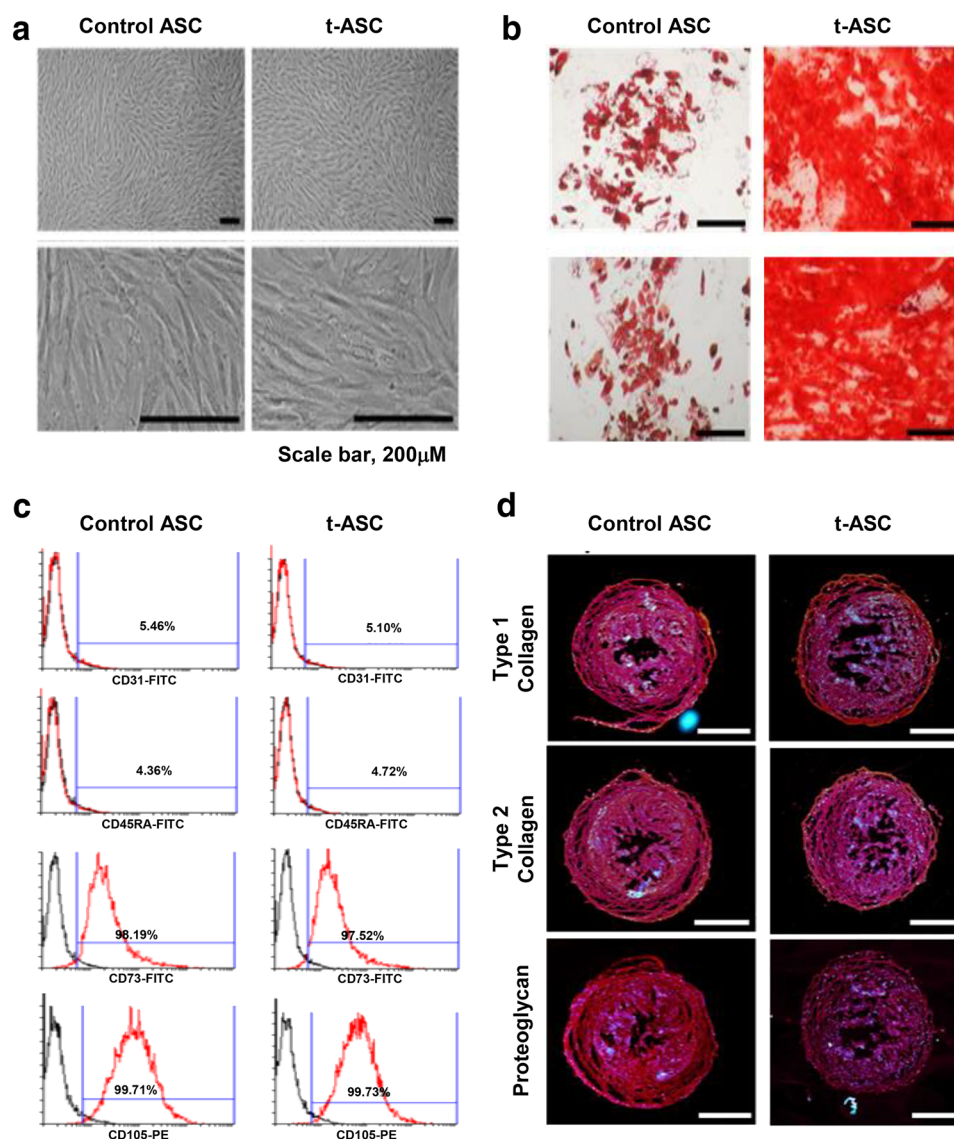 a
Control ASC
t-ASC
Scale bar, 200μM
b
Control ASC
t-ASC
c
Control ASC
t-ASC
5.46%
CD31-FITC
5.10%
CD31-FITC
4.36%
CD45RA-FITC
4.72%
CD45RA-FITC
98.19%
CD73-FITC
97.52%
CD73-FITC
99.71%
CD105-PE
99.73%
CD105-PE
d
Control ASC
t-ASC
Type 1
Collagen
Type 2
Collagen
Proteoglycan